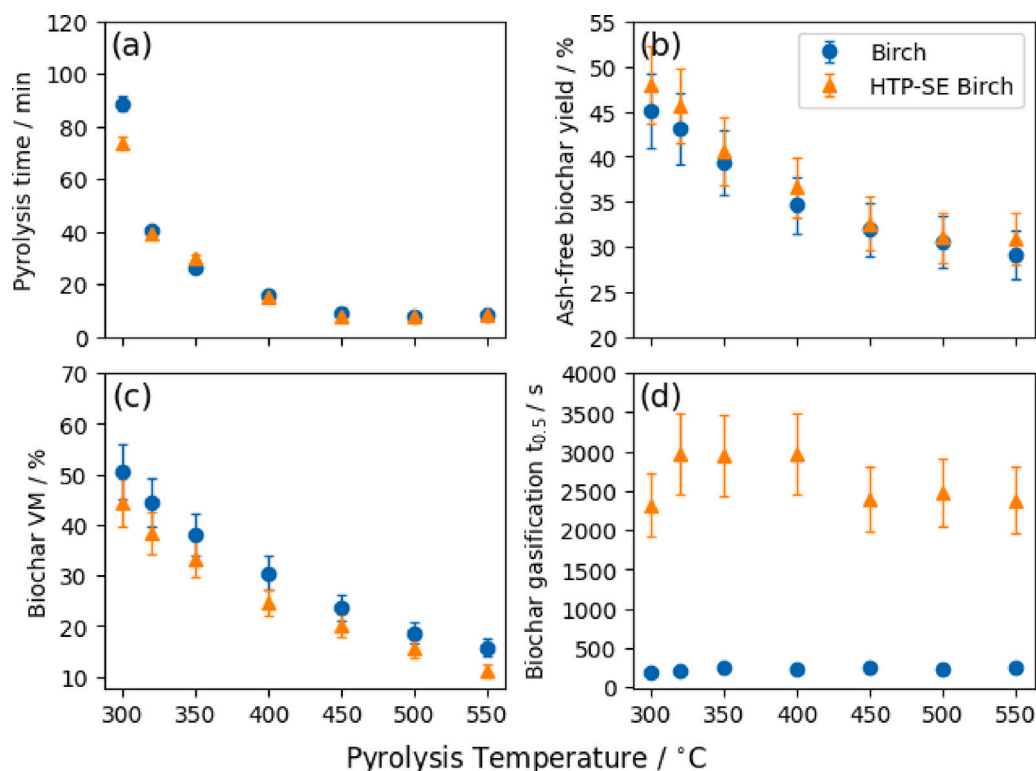 (a)
Pyrolysis time / min
120
100
80
60
40
20
0
(b)
Ash-free biochar yield / %
55
50
45
40
35
30
25
20
Birch
HTP-SE Birch
(c)
Biochar VM / %
70
60
50
40
30
20
10
300 350 400 450 500 550
(d)
Biochar gasification t0.5 / s
4000
3500
3000
2500
2000
1500
1000
500
0
300 350 400 450 500 550
Pyrolysis Temperature / °C